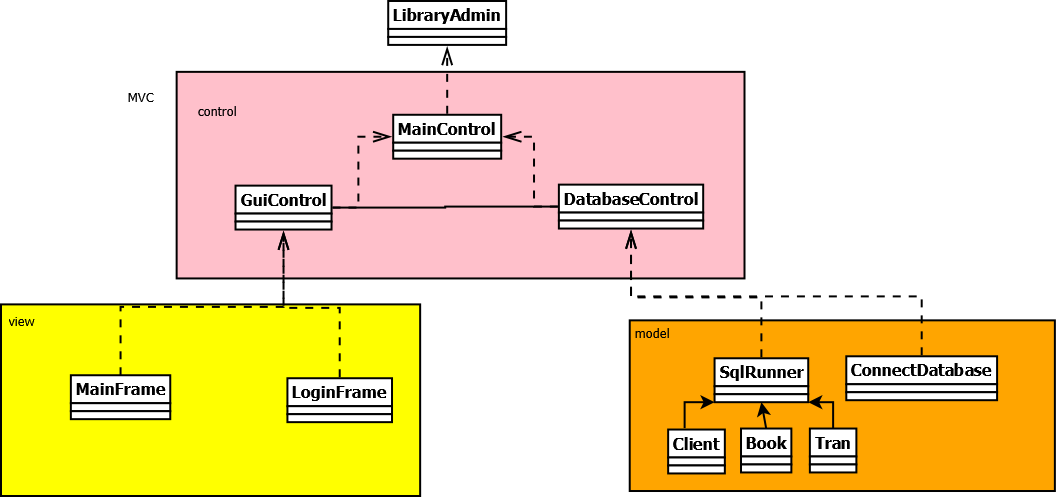 LibraryAdmin
MVC
control
MainControl
GuiControl
DatabaseControl
view
model
MainFrame
LoginFrame
SqlRunner
ConnectDatabase
Client
Book
Tran